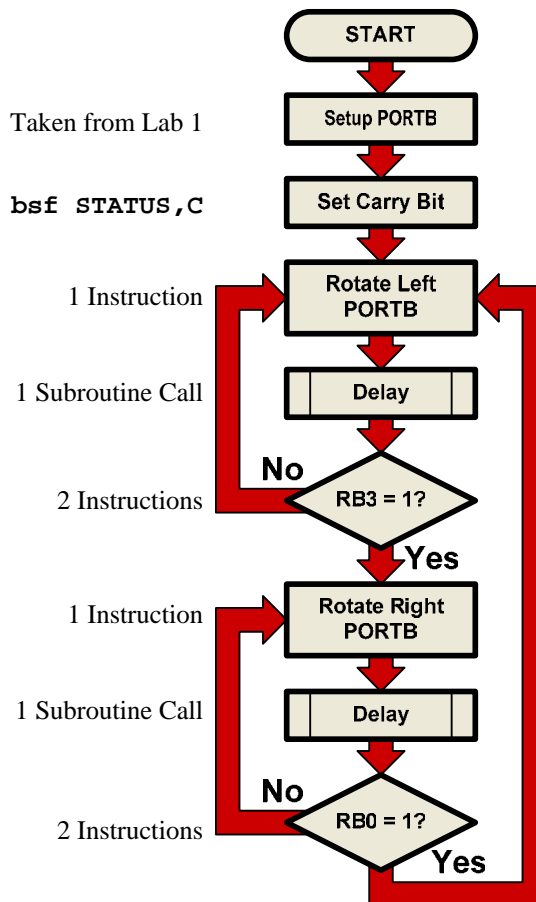 START
Taken from Lab 1
Setup PORTB
bsf STATUS,C
Set Carry Bit
1 Instruction
Rotate Left
PORTB
1 Subroutine Call
Delay
No
2 Instructions
RB3 = 1?
Yes
1 Instruction
Rotate Right
PORTB
1 Subroutine Call
Delay
No
2 Instructions
RB0 = 1?
Yes